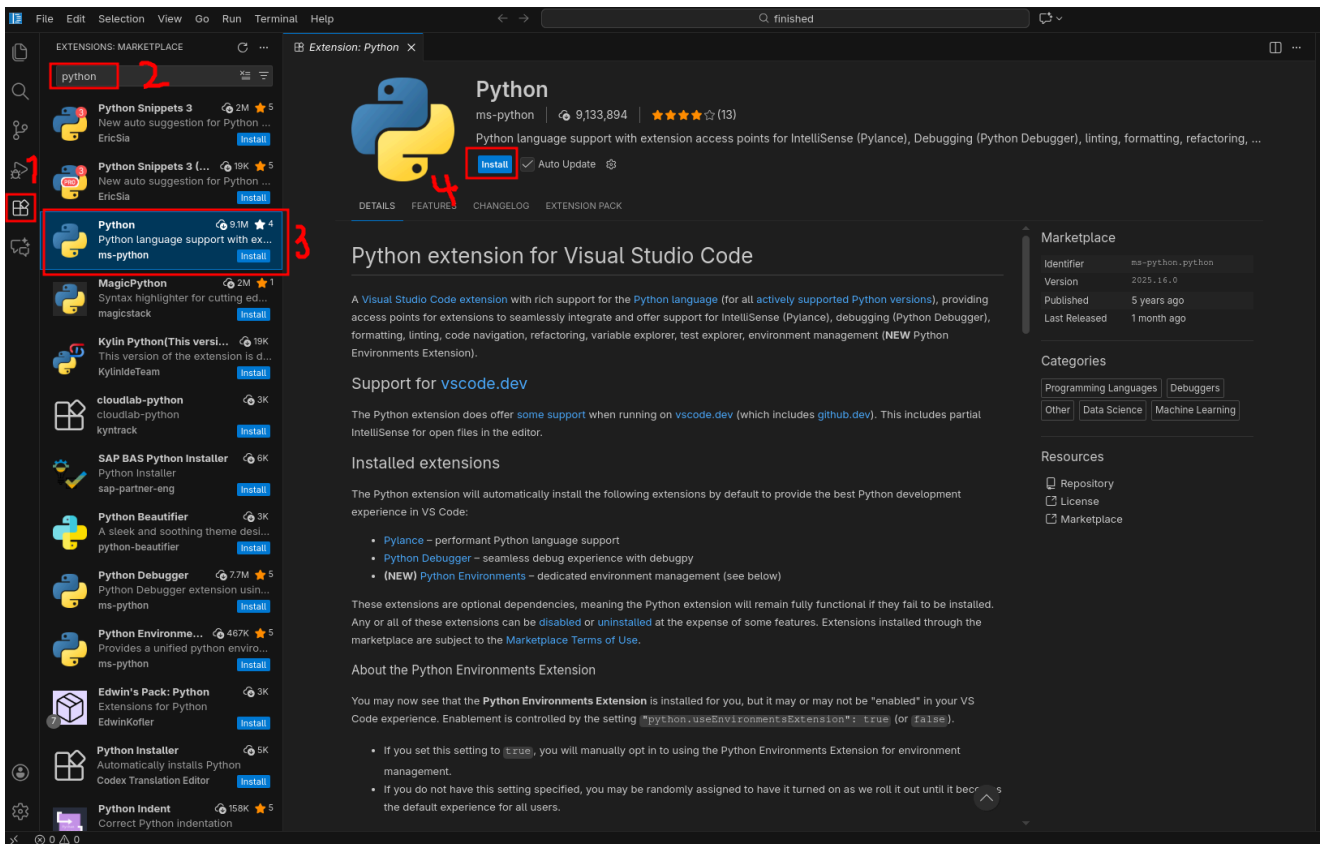 File Edit Selection View Go Run Terminal Help
finished
EXTENSIONS: MARKETPLACE
python
2
1
3
4
Python Snippets 3 2M 5
New auto suggestion for Python ...
EricSia Install
Python Snippets 3 (... 19K 5
New auto suggestion for Python ...
EricSia Install
Python 9.1M 4
Python language support with ex...
ms-python Install
MagicPython 2M 1
Syntax highlighter for cutting ed...
magicstack Install
Kylin Python(This versi... 19K
This version of the extension is d...
KylinIdeTeam Install
cloudlab-python 3K
cloudlab-python
kyntrack Install
SAP BAS Python Installer 6K
Python Installer
sap-partner-eng Install
Python Beautifier 3K
A sleek and soothing theme desi...
python-beautifier Install
Python Debugger 7.7M 5
Python Debugger extension usin...
ms-python Install
Python Environme... 467K 5
Provides a unified python enviro...
ms-python Install
Edwin's Pack: Python 3K
Extensions for Python
7 EdwinKofler Install
Python Installer 5K
Automatically installs Python
Codex Translation Editor Install
Python Indent 158K 5
Correct Python indentation
0 0
Extension: Python
Python
ms-python 9,133,894 (13)
Python language support with extension access points for IntelliSense (Pylance), Debugging (Python Debugger), linting, formatting, refactoring, ...
Install Auto Update
DETAILS FEATURES CHANGELOG EXTENSION PACK
Python extension for Visual Studio Code
A Visual Studio Code extension with rich support for the Python language (for all actively supported Python versions), providing
access points for extensions to seamlessly integrate and offer support for IntelliSense (Pylance), debugging (Python Debugger),
formatting, linting, code navigation, refactoring, variable explorer, test explorer, environment management (NEW Python
Environments Extension).
Support for vscode.dev
The Python extension does offer some support when running on vscode.dev (which includes github.dev). This includes partial
IntelliSense for open files in the editor.
Installed extensions
The Python extension will automatically install the following extensions by default to provide the best Python development
experience in VS Code:
• Pylance – performant Python language support
• Python Debugger – seamless debug experience with debugpy
• (NEW) Python Environments – dedicated environment management (see below)
These extensions are optional dependencies, meaning the Python extension will remain fully functional if they fail to be installed.
Any or all of these extensions can be disabled or uninstalled at the expense of some features. Extensions installed through the
marketplace are subject to the Marketplace Terms of Use.
About the Python Environments Extension
You may now see that the Python Environments Extension is installed for you, but it may or may not be "enabled" in your VS
Code experience. Enablement is controlled by the setting "python.useEnvironmentsExtension": true (or false).
• If you set this setting to true, you will manually opt in to using the Python Environments Extension for environment
management.
• If you do not have this setting specified, you may be randomly assigned to have it turned on as we roll it out until it becomes
the default experience for all users.
Marketplace
Identifier ms-python.python
Version 2025.16.0
Published 5 years ago
Last Released 1 month ago
Categories
Programming Languages Debuggers
Other Data Science Machine Learning
Resources
Repository
License
Marketplace